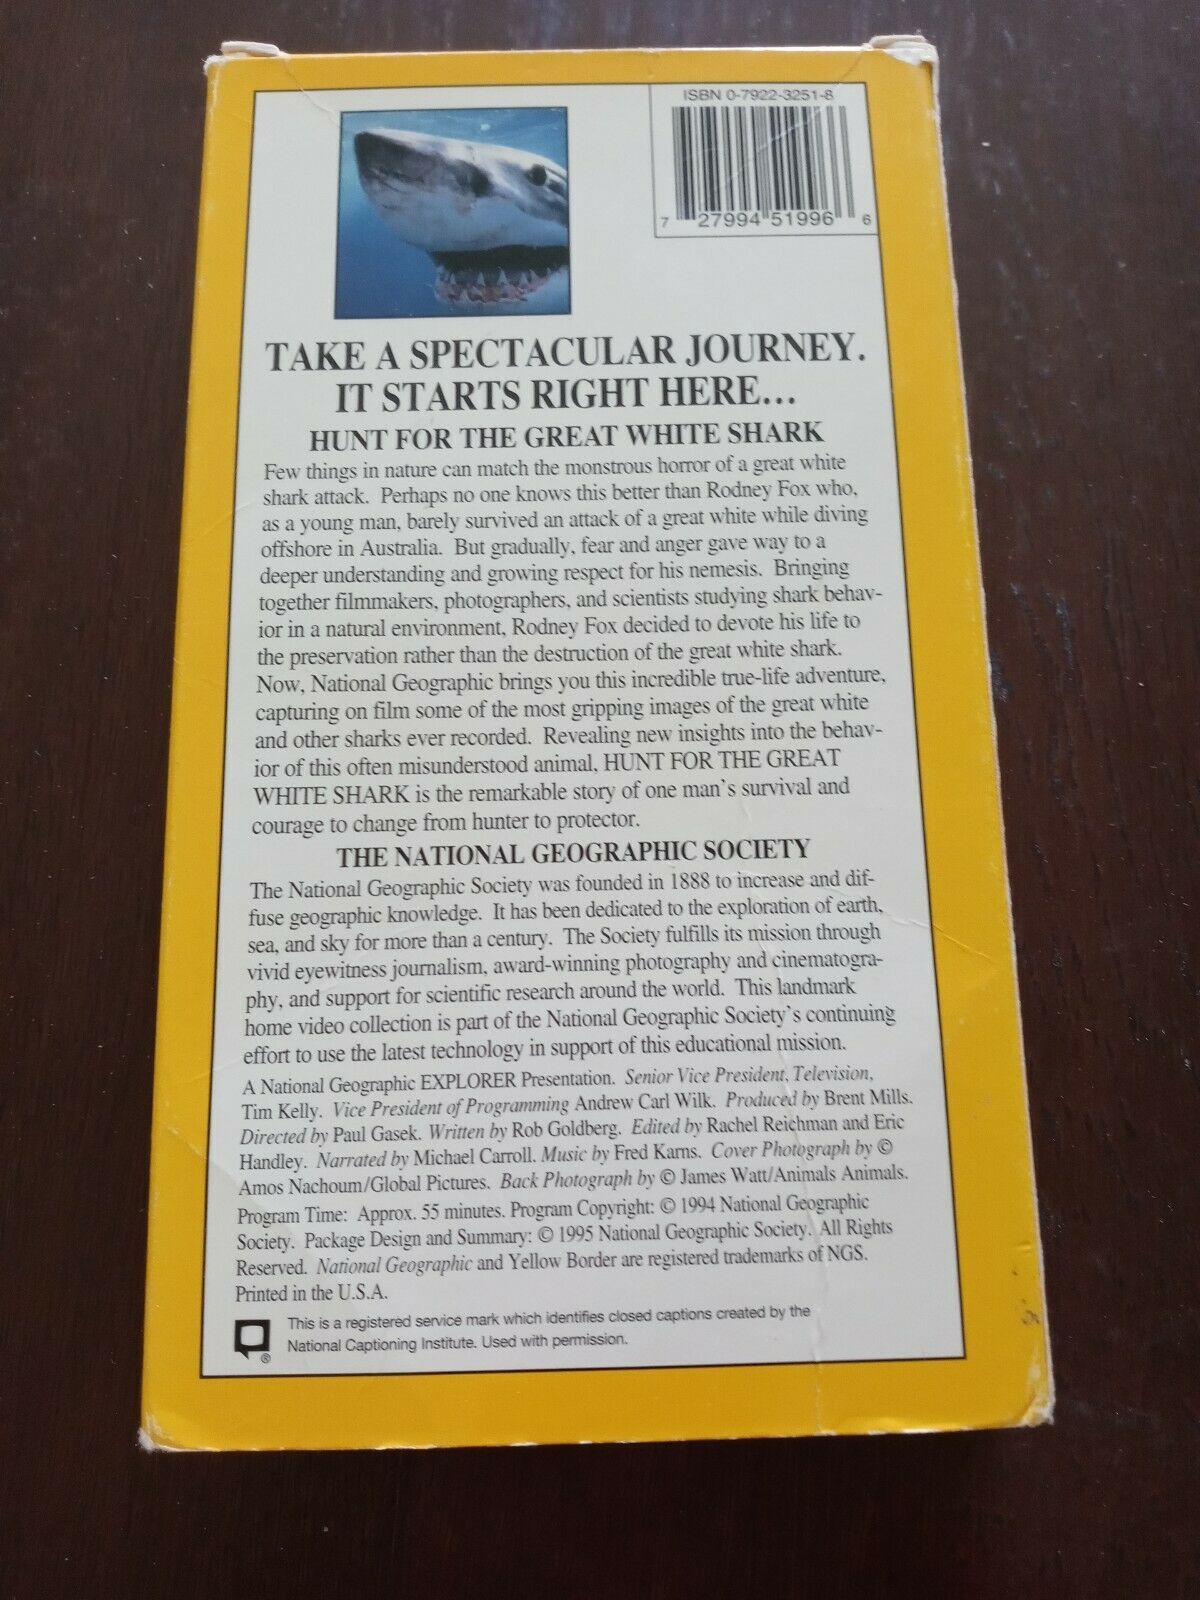 ISBN 0-7922-3251-8
7 27994 51996 6
TAKE A SPECTACULAR JOURNEY.
IT STARTS RIGHT HERE...
HUNT FOR THE GREAT WHITE SHARK
Few things in nature can match the monstrous horror of a great white
shark attack. Perhaps no one knows this better than Rodney Fox who,
as a young man, barely survived an attack of a great white while diving
offshore in Australia. But gradually, fear and anger gave way to a
deeper understanding and growing respect for his nemesis. Bringing
together filmmakers, photographers, and scientists studying shark behav-
ior in a natural environment, Rodney Fox decided to devote his life to
the preservation rather than the destruction of the great white shark.
Now, National Geographic brings you this incredible true-life adventure,
capturing on film some of the most gripping images of the great white
and other sharks ever recorded. Revealing new insights into the behav-
ior of this often misunderstood animal, HUNT FOR THE GREAT
WHITE SHARK is the remarkable story of one man's survival and
courage to change from hunter to protector.
THE NATIONAL GEOGRAPHIC SOCIETY
The National Geographic Society was founded in 1888 to increase and dif-
fuse geographic knowledge. It has been dedicated to the exploration of earth,
sea, and sky for more than a century. The Society fulfills its mission through
vivid eyewitness journalism, award-winning photography and cinematogra-
phy, and support for scientific research around the world. This landmark
home video collection is part of the National Geographic Society's continuing
effort to use the latest technology in support of this educational mission.
A National Geographic EXPLORER Presentation. Senior Vice President, Television,
Tim Kelly. Vice President of Programming Andrew Carl Wilk. Produced by Brent Mills.
Directed by Paul Gasek. Written by Rob Goldberg. Edited by Rachel Reichman and Eric
Handley. Narrated by Michael Carroll. Music by Fred Karns. Cover Photograph by ©
Amos Nachoum/Global Pictures. Back Photograph by © James Watt/Animals Animals.
Program Time: Approx. 55 minutes. Program Copyright: © 1994 National Geographic
Society. Package Design and Summary: © 1995 National Geographic Society. All Rights
Reserved. National Geographic and Yellow Border are registered trademarks of NGS.
Printed in the U.S.A.
This is a registered service mark which identifies closed captions created by the
® National Captioning Institute. Used with permission.